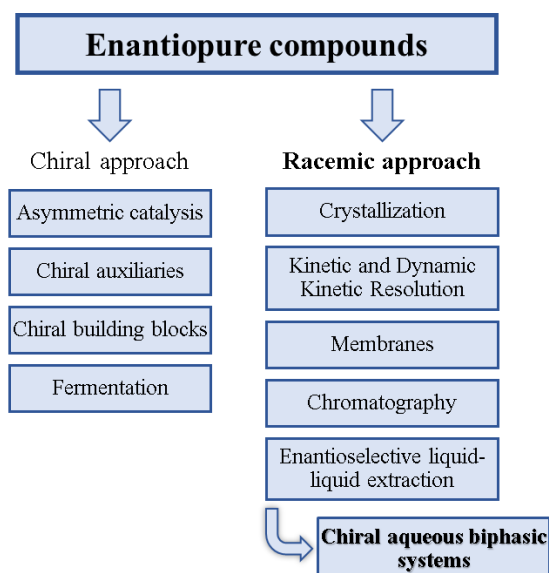 Enantiopure compounds
Chiral approach
Asymmetric catalysis
Chiral auxiliaries
Chiral building blocks
Fermentation
Racemic approach
Crystallization
Kinetic and Dynamic
Kinetic Resolution
Membranes
Chromatography
Enantioselective liquid-
liquid extraction
Chiral aqueous biphasic
systems